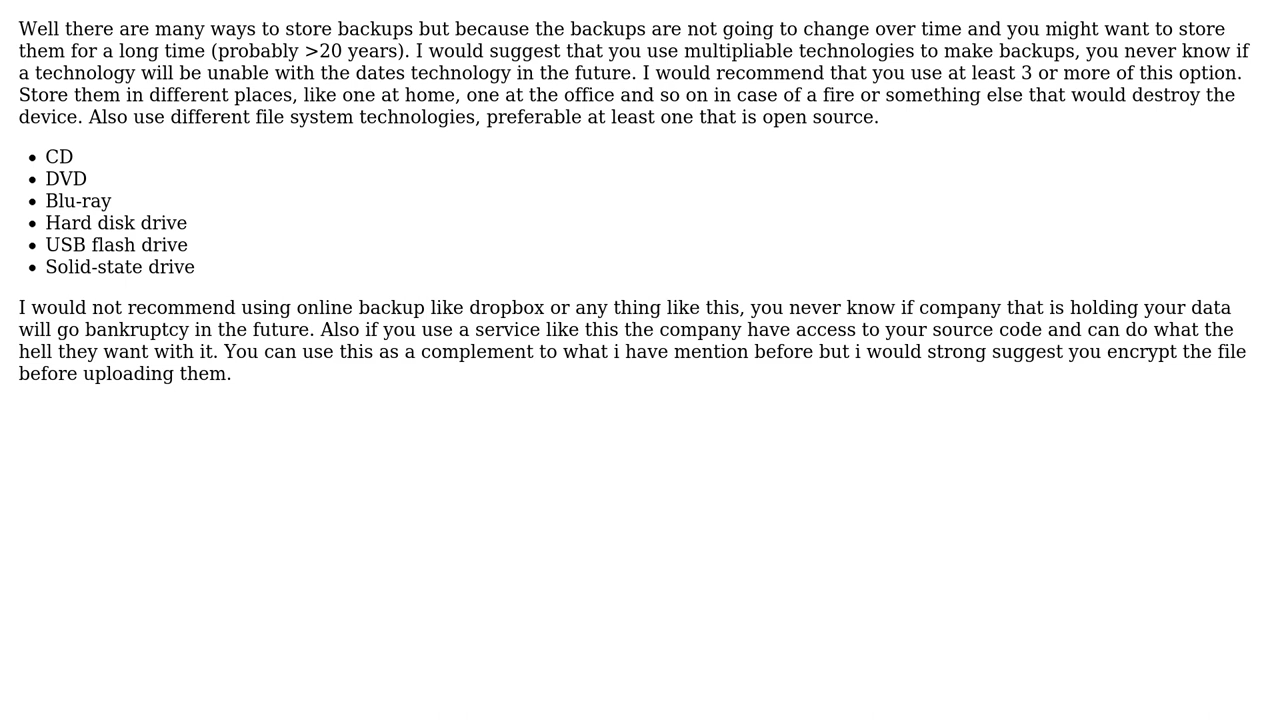 Well there are many ways to store backups but because the backups are not going to change over time and you might want to store
them for a long time (probably >20 years). I would suggest that you use multipliable technologies to make backups, you never know if
a technology will be unable with the dates technology in the future. I would recommend that you use at least 3 or more of this option.
Store them in different places, like one at home, one at the office and so on in case of a fire or something else that would destroy the
device. Also use different file system technologies, preferable at least one that is open source.
• CD
• DVD
• Blu-ray
• Hard disk drive
• USB flash drive
• Solid-state drive
I would not recommend using online backup like dropbox or any thing like this, you never know if company that is holding your data
will go bankruptcy in the future. Also if you use a service like this the company have access to your source code and can do what the
hell they want with it. You can use this as a complement to what i have mention before but i would strong suggest you encrypt the file
before uploading them.